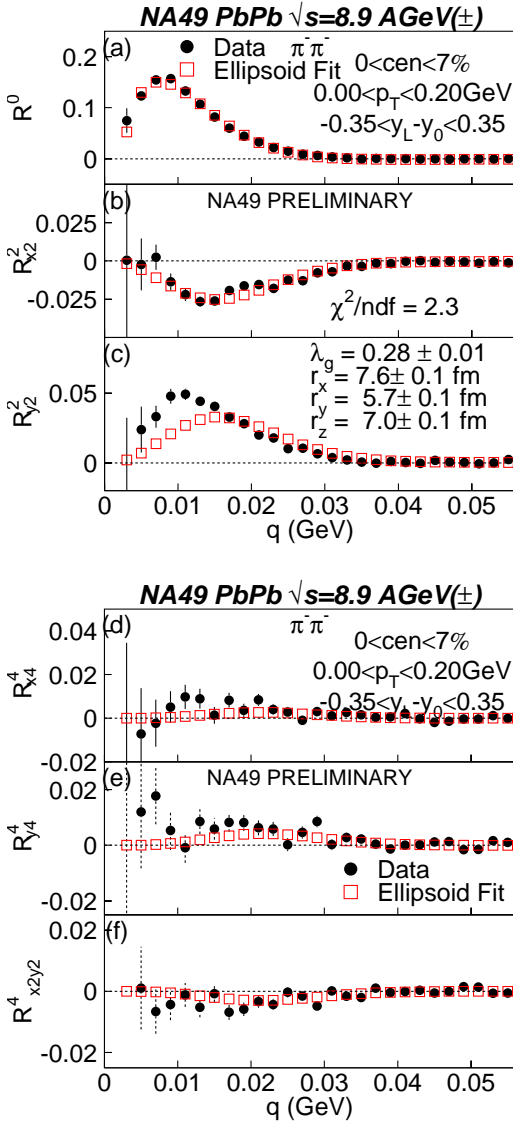 NA49 PbPb √s=8.9 AGeV(±)
(a)
Data
π⁻π⁻
Ellipsoid Fit
0<cen<7%
0.00<p_T<0.20GeV
-0.35<y_L-y_0<0.35
R^0
0.2
0.1
0
(b)
NA49 PRELIMINARY
R^2_x2
0.025
0
-0.025
χ²/ndf = 2.3
(c)
λ_g = 0.28 ± 0.01
r_x = 7.6± 0.1 fm
r_y = 5.7± 0.1 fm
r_z = 7.0± 0.1 fm
R^2_y2
0.05
0
0 0.01 0.02 0.03 0.04 0.05
q (GeV)
NA49 PbPb √s=8.9 AGeV(±)
(d)
π⁻π⁻
0<cen<7%
0.00<p_T<0.20GeV
-0.35<y_L-y_0<0.35
R^4_x4
0.04
0.02
0
-0.02
(e)
NA49 PRELIMINARY
R^4_y4
0.02
0
-0.02
Data
Ellipsoid Fit
(f)
R^4_x2y2
0.02
0
-0.02
0 0.01 0.02 0.03 0.04 0.05
q (GeV)